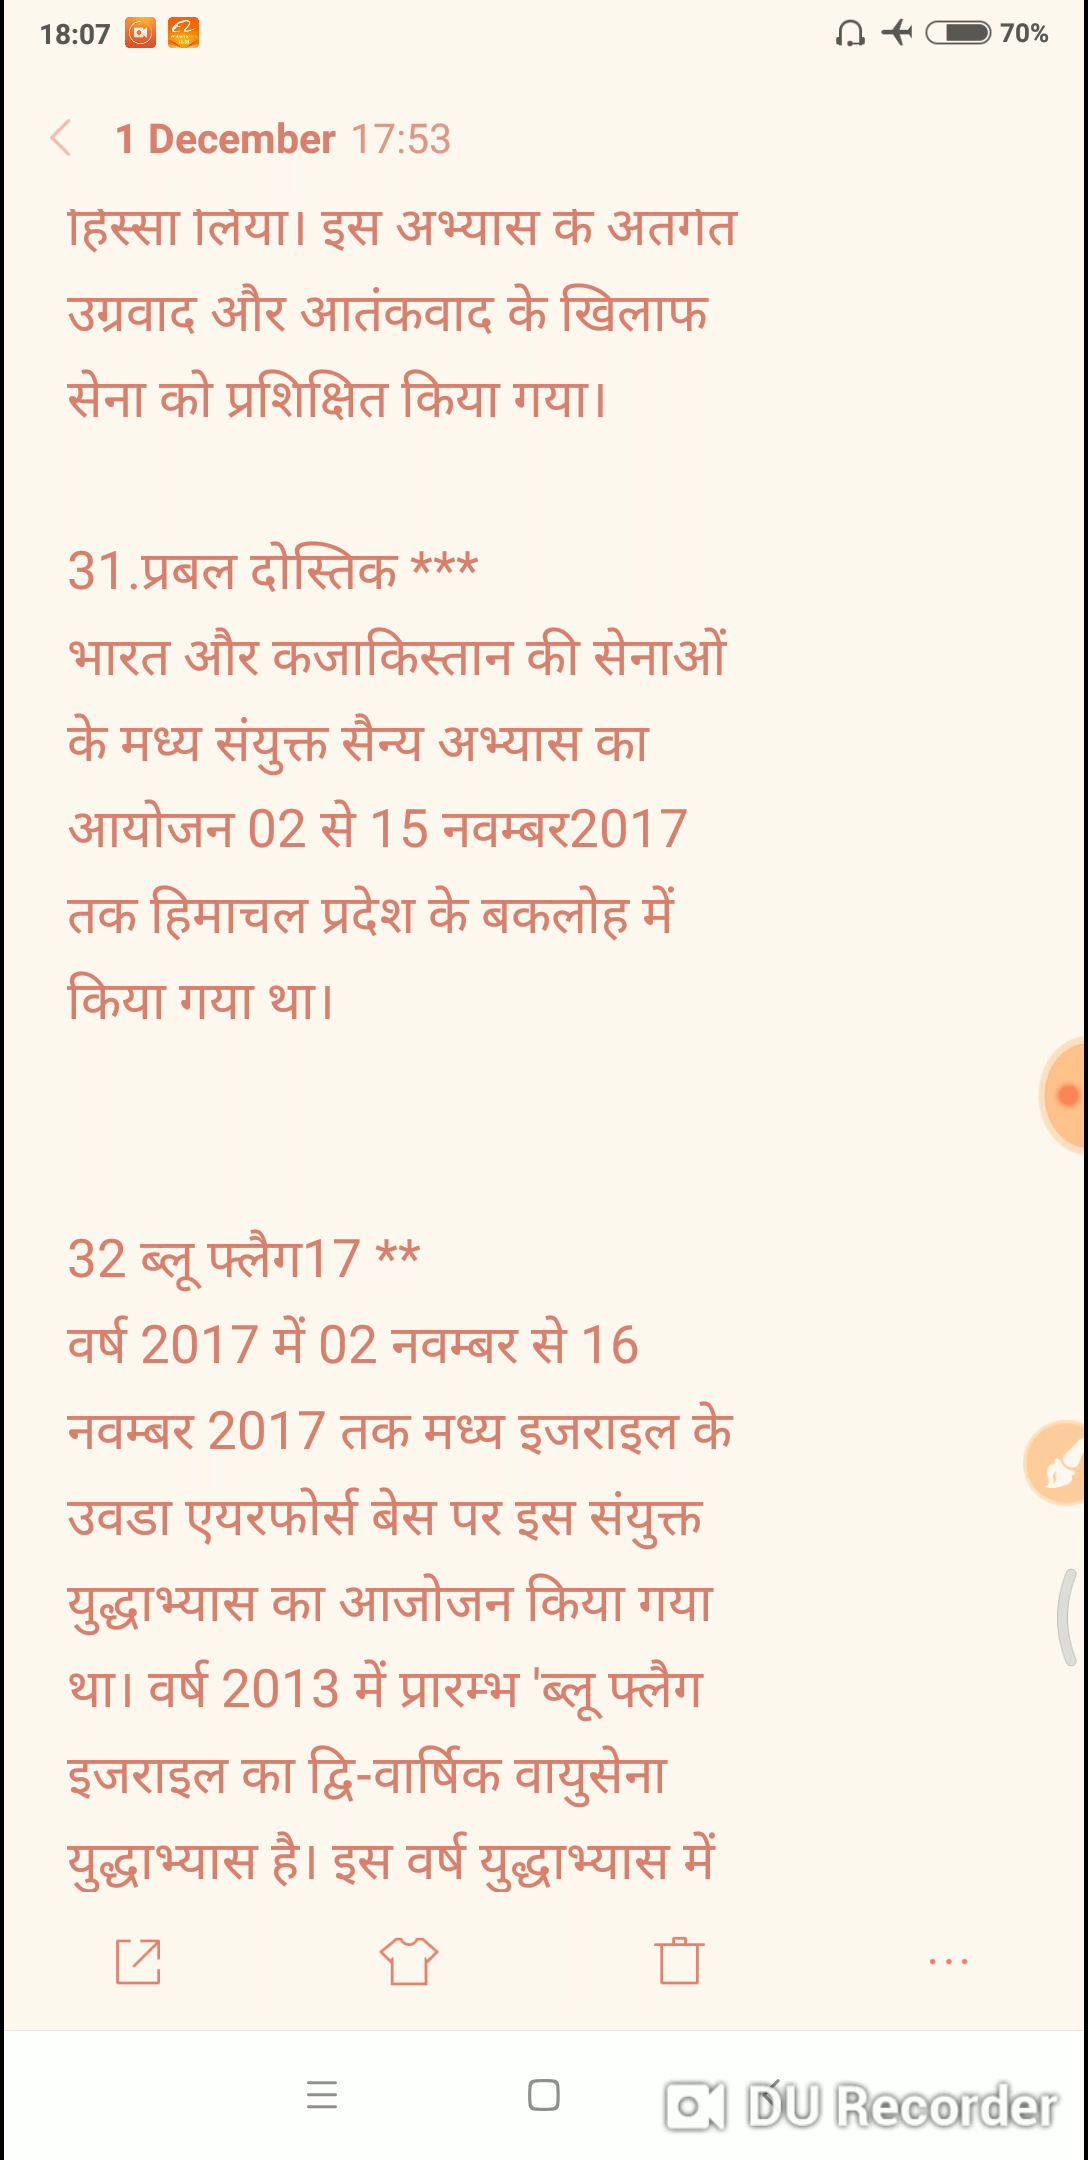 18:07
70%
1 December 17:53
हिस्सा लिया। इस अभ्यास के अंतर्गत
उग्रवाद और आतंकवाद के खिलाफ
सेना को प्रशिक्षित किया गया।
31.प्रबल दोस्तिक ***
भारत और कजाकिस्तान की सेनाओं
के मध्य संयुक्त सैन्य अभ्यास का
आयोजन 02 से 15 नवम्बर2017
तक हिमाचल प्रदेश के बकलोह में
किया गया था।
32 ब्लू फ्लैग17 **
वर्ष 2017 में 02 नवम्बर से 16
नवम्बर 2017 तक मध्य इजराइल के
उवडा एयरफोर्स बेस पर इस संयुक्त
युद्धाभ्यास का आजोजन किया गया
था। वर्ष 2013 में प्रारम्भ 'ब्लू फ्लैग
इजराइल का द्वि-वार्षिक वायुसेना
युद्धाभ्यास है। इस वर्ष युद्धाभ्यास में
DU Recorder